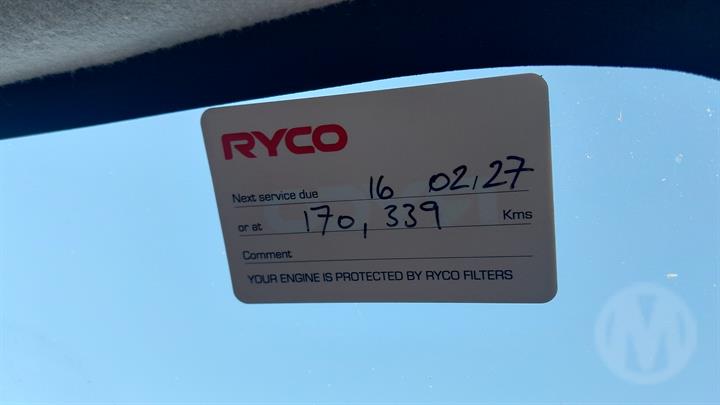 RYCO
Next service due 16 02,27
or at 170,339 Kms
Comment
YOUR ENGINE IS PROTECTED BY RYCO FILTERS
M